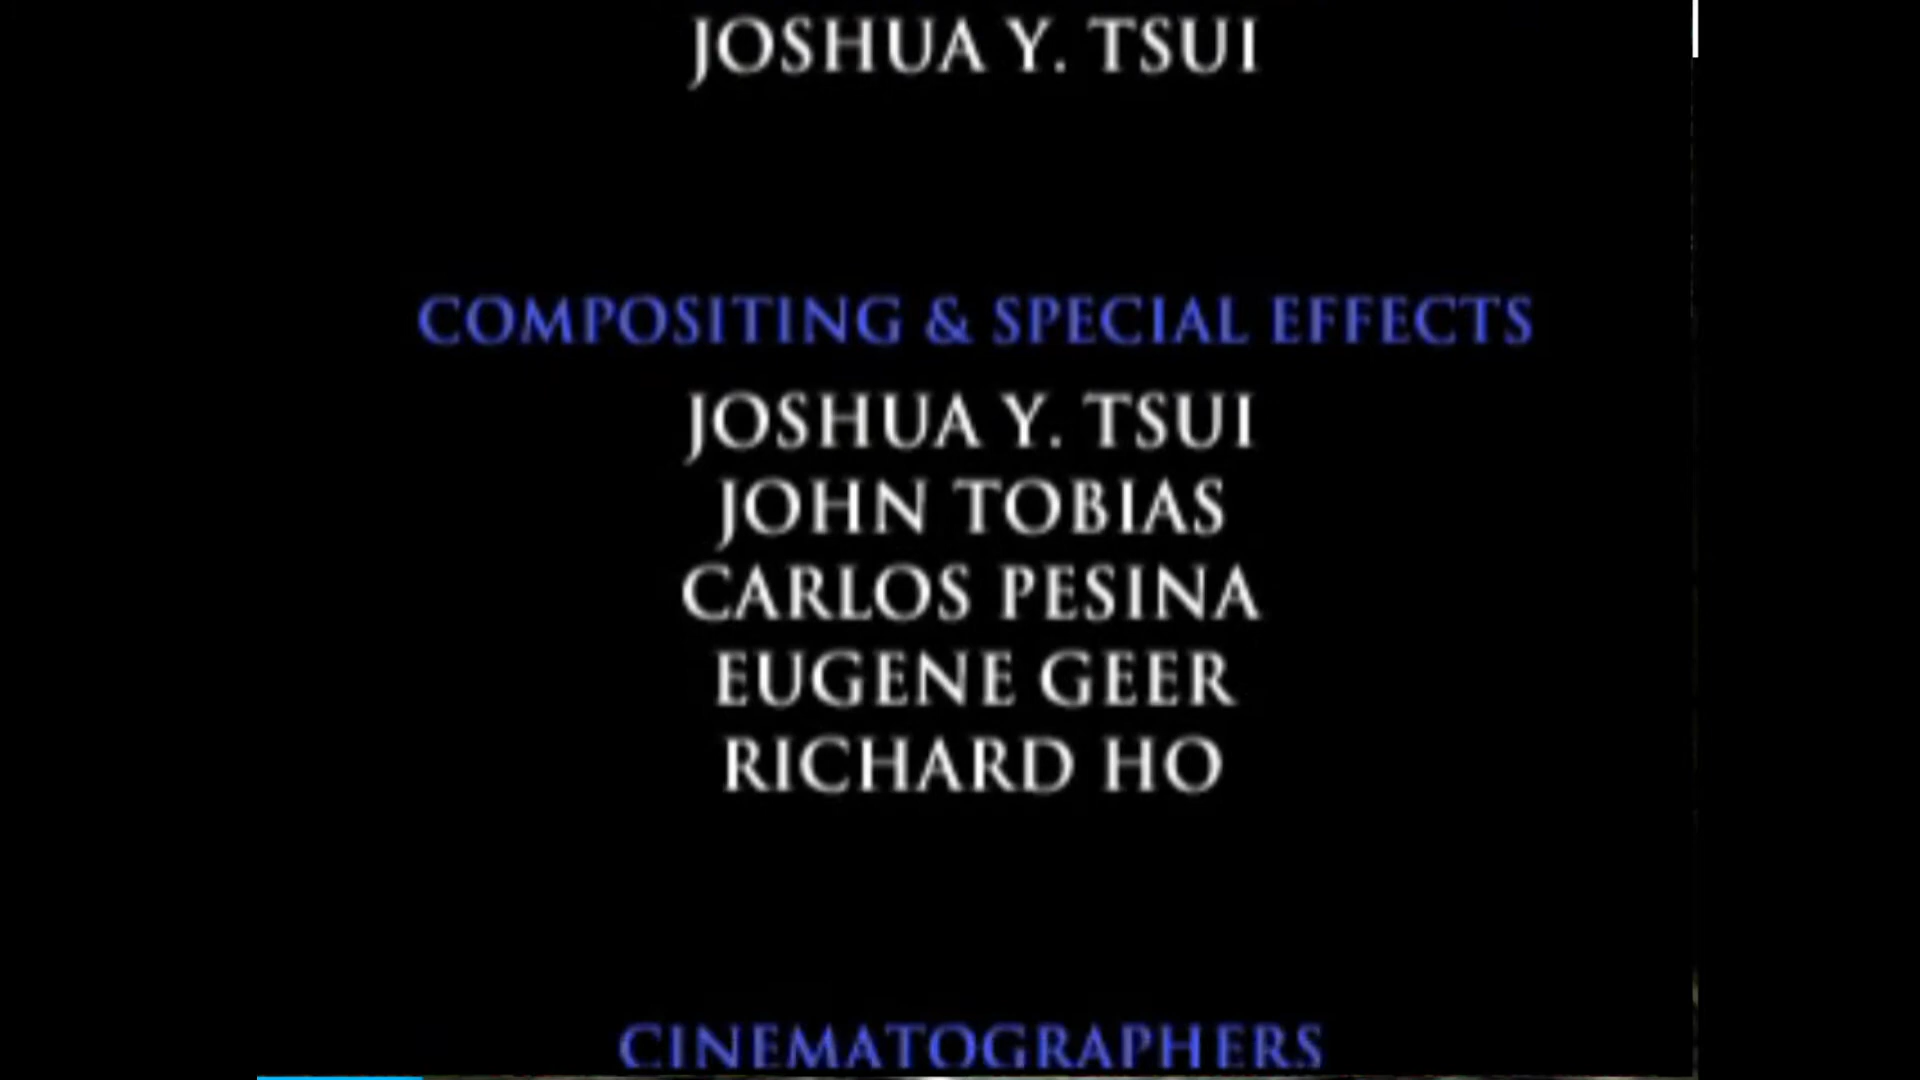 JOSHUA Y. TSUI
COMPOSITING & SPECIAL EFFECTS
JOSHUA Y. TSUI
JOHN TOBIAS
CARLOS PESINA
EUGENE GEER
RICHARD HO
CINEMATOGRAPHERS